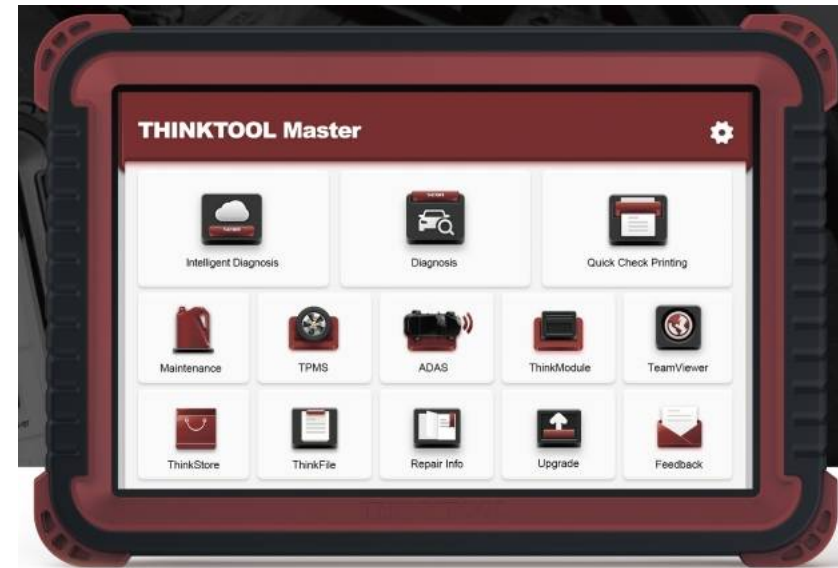 THINKTOOL Master
Intelligent Diagnosis
Diagnosis
Quick Check Printing
Maintenance
TPMS
ADAS
ThinkModule
TeamViewer
ThinkStore
ThinkFile
Repair Info
Upgrade
Feedback
THINKTOOL